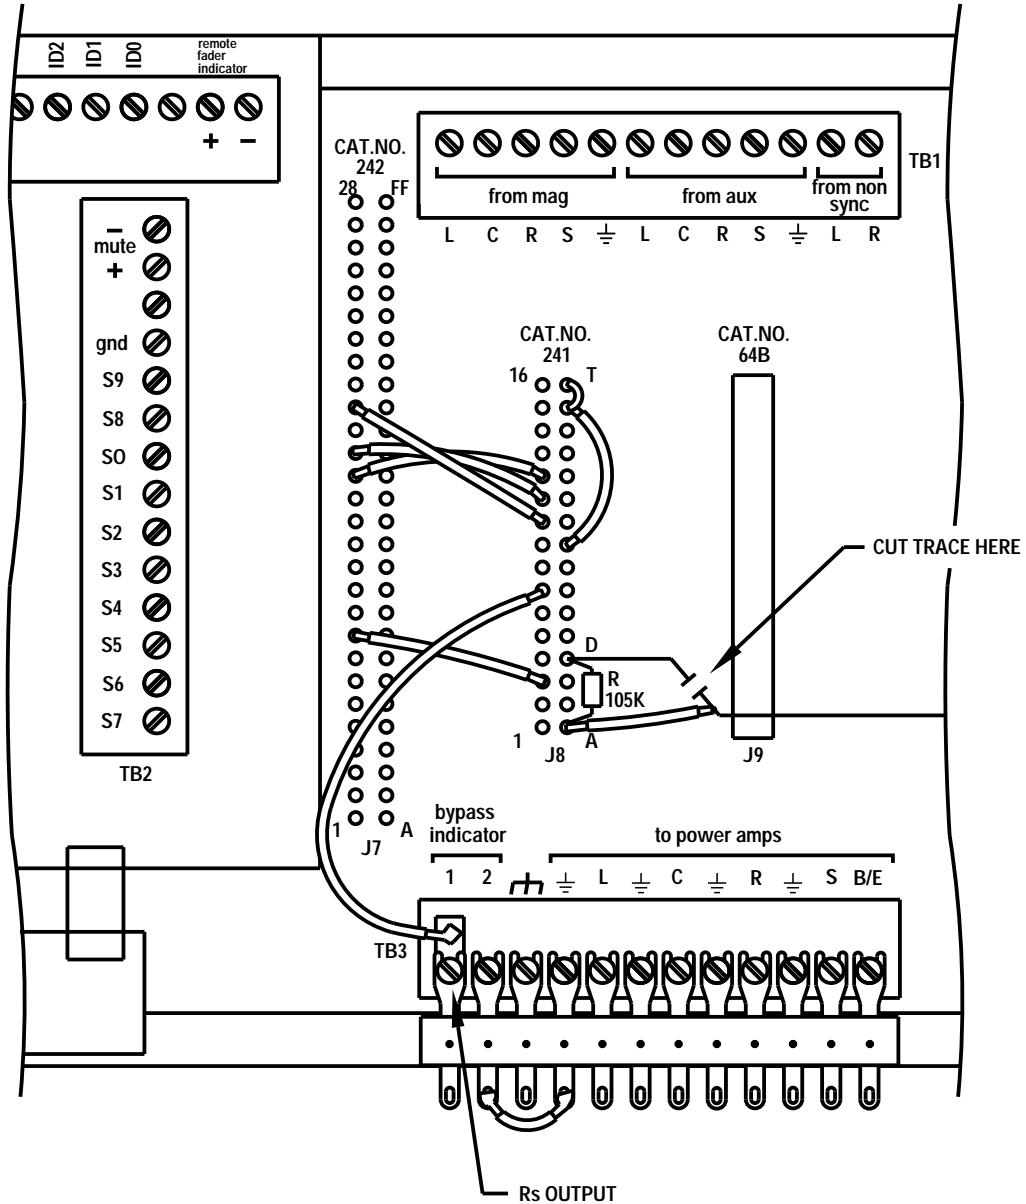 ID2
ID1
ID0
remote
fader
indicator
+ −
CAT.NO.
242
28 FF
TB1
from mag
from aux
from non
sync
L C R S L C R S L R
−
mute
+
gnd
S9
S8
SO
S1
S2
S3
S4
S5
S6
S7
TB2
CAT.NO.
241
16 T
CAT.NO.
64B
CUT TRACE HERE
D
R
105K
1 A
J8
J9
1 A
J7
bypass
indicator
to power amps
1 2 L C R S B/E
TB3
Rs OUTPUT